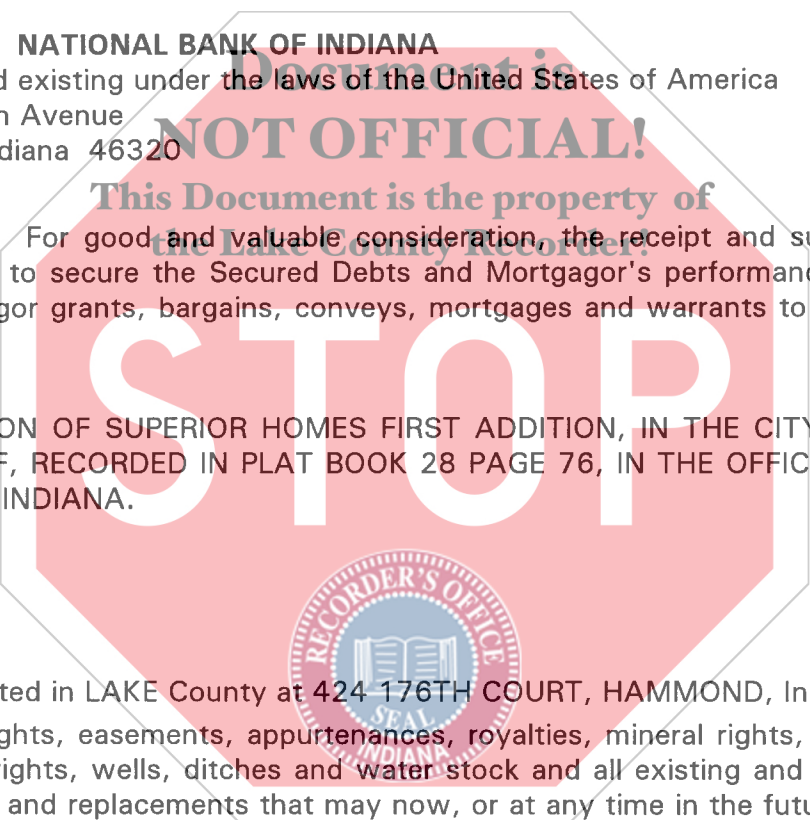 NATIONAL BANK OF INDIANA
Document is
d existing under the laws of the United States of America
n Avenue
NOT OFFICIAL!
diana 46320
This Document is the property of
the Lake County Recorder!
For good and valuable consideration, the receipt and su
to secure the Secured Debts and Mortgagor's performanc
gor grants, bargains, conveys, mortgages and warrants to
STOP
ON OF SUPERIOR HOMES FIRST ADDITION, IN THE CITY
F, RECORDED IN PLAT BOOK 28 PAGE 76, IN THE OFFIC
INDIANA.
RECORDER'S OFFICE
SEAL
INDIANA
ted in LAKE County at 424 176TH COURT, HAMMOND, In
ghts, easements, appurtenances, royalties, mineral rights,
rights, wells, ditches and water stock and all existing and
and replacements that may now, or at any time in the futu